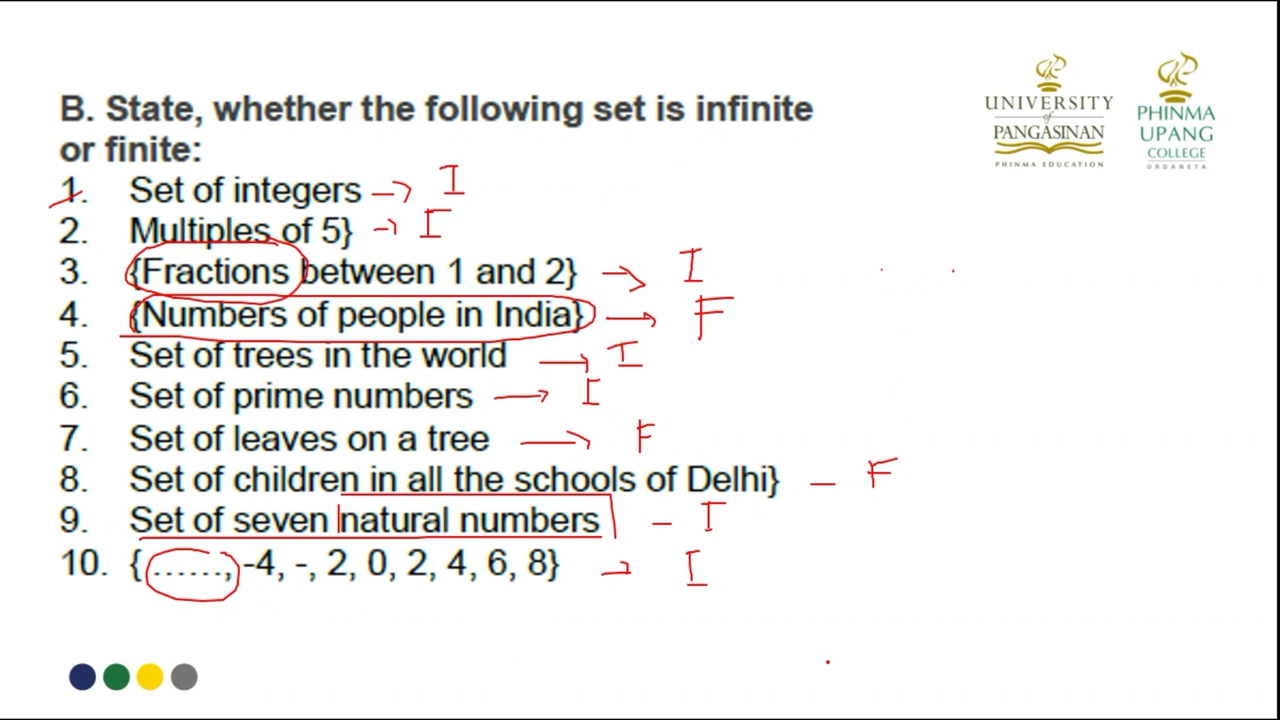 UNIVERSITY
of
PANGASINAN
PHINMA EDUCATION
PHINMA
UPANG
COLLEGE
URDANETA
B. State, whether the following set is infinite
or finite:
1. Set of integers → I
2. Multiples of 5} → I
3. {Fractions between 1 and 2} → I
4. {Numbers of people in India} → F
5. Set of trees in the world → I
6. Set of prime numbers → I
7. Set of leaves on a tree → F
8. Set of children in all the schools of Delhi} – F
9. Set of seven natural numbers – I
10. { ......, -4, -, 2, 0, 2, 4, 6, 8} → I